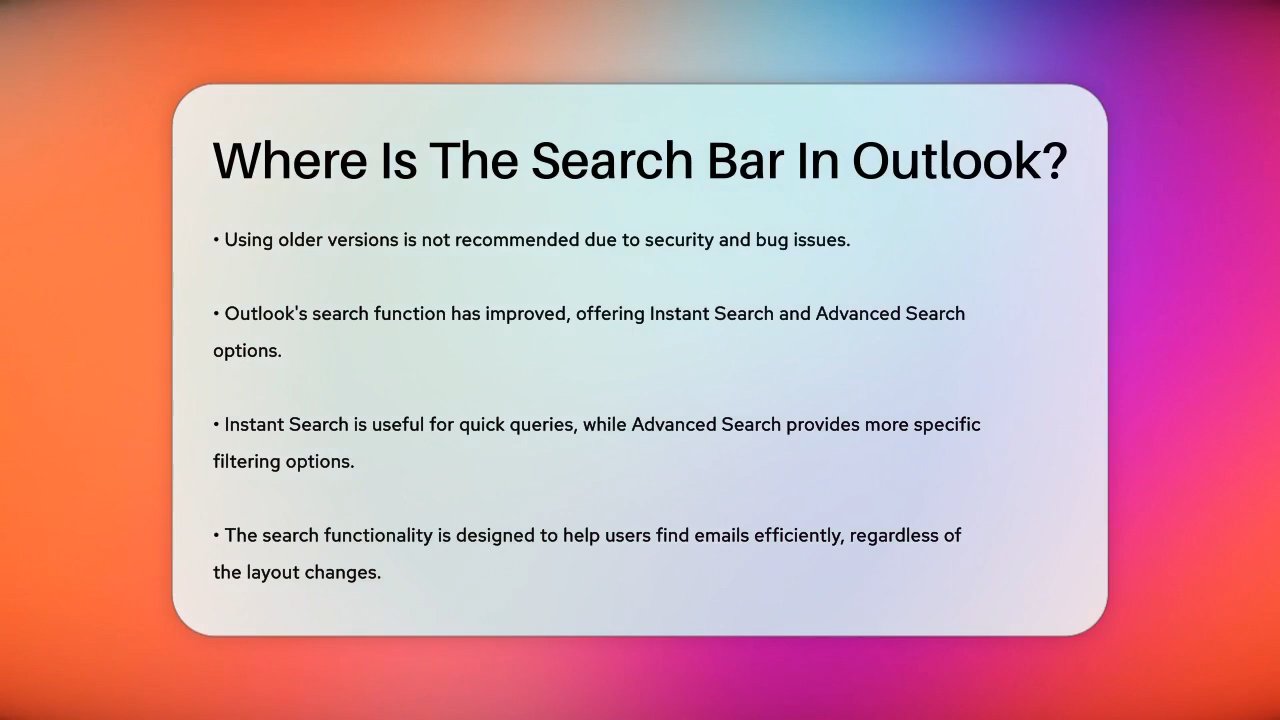 Where Is The Search Bar In Outlook?
• Using older versions is not recommended due to security and bug issues.
• Outlook's search function has improved, offering Instant Search and Advanced Search
options.
• Instant Search is useful for quick queries, while Advanced Search provides more specific
filtering options.
• The search functionality is designed to help users find emails efficiently, regardless of
the layout changes.